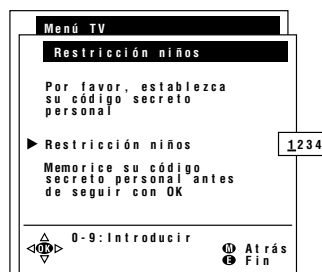 Menú TV
Restricción niños
Por favor, establezca
su código secreto
personal
Restricción niños 1234
Memorice su código
secreto personal antes
de seguir con OK
OK 0-9:Introducir
M Atrás
E Fin